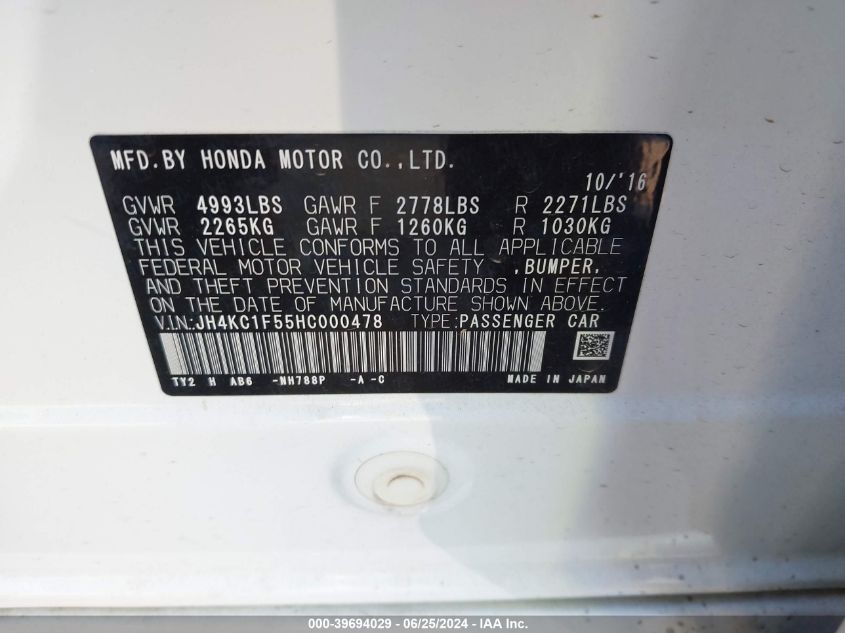 MFD.BY HONDA MOTOR CO.,LTD.
10/'16
GVWR 4993LBS GAWR F 2778LBS R 2271LBS
GVWR 2265KG GAWR F 1260KG R 1030KG
THIS VEHICLE CONFORMS TO ALL APPLICABLE
FEDERAL MOTOR VEHICLE SAFETY ,BUMPER,
AND THEFT PREVENTION STANDARDS IN EFFECT
ON THE DATE OF MANUFACTURE SHOWN ABOVE.
V.I.N:JH4KC1F55HC000478 TYPE:PASSENGER CAR
TY2 H AB6 -NH788P -A -C MADE IN JAPAN
000-39694029 - 06/25/2024 - IAA Inc.